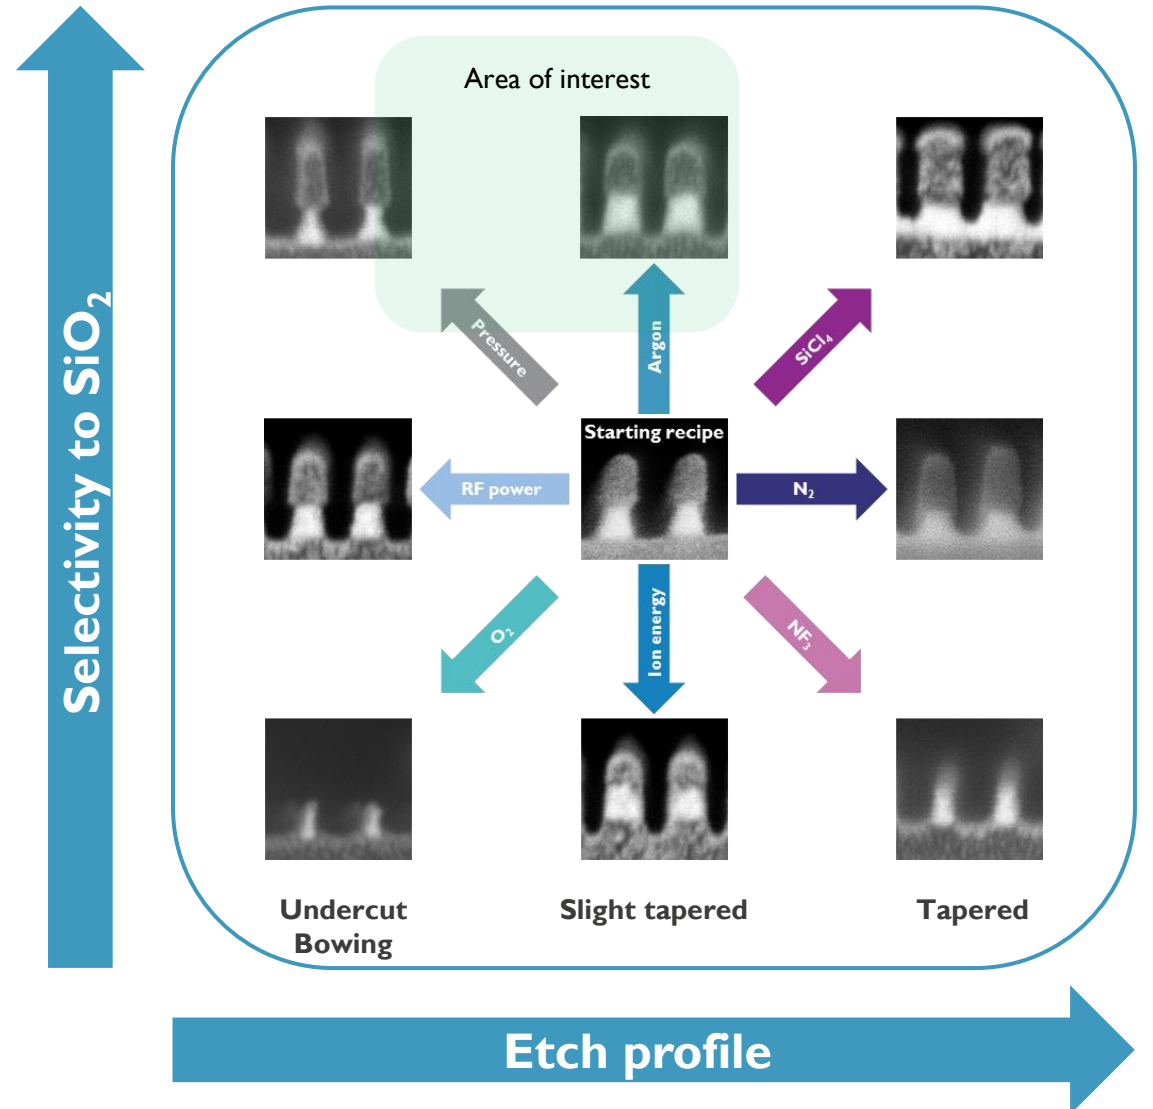 Area of interest
Pressure
Argon
SiCl₄
Starting recipe
RF power
N₂
O₂
Ion energy
NF₃
Undercut
Bowing
Slight tapered
Tapered
Selectivity to SiO₂
Etch profile